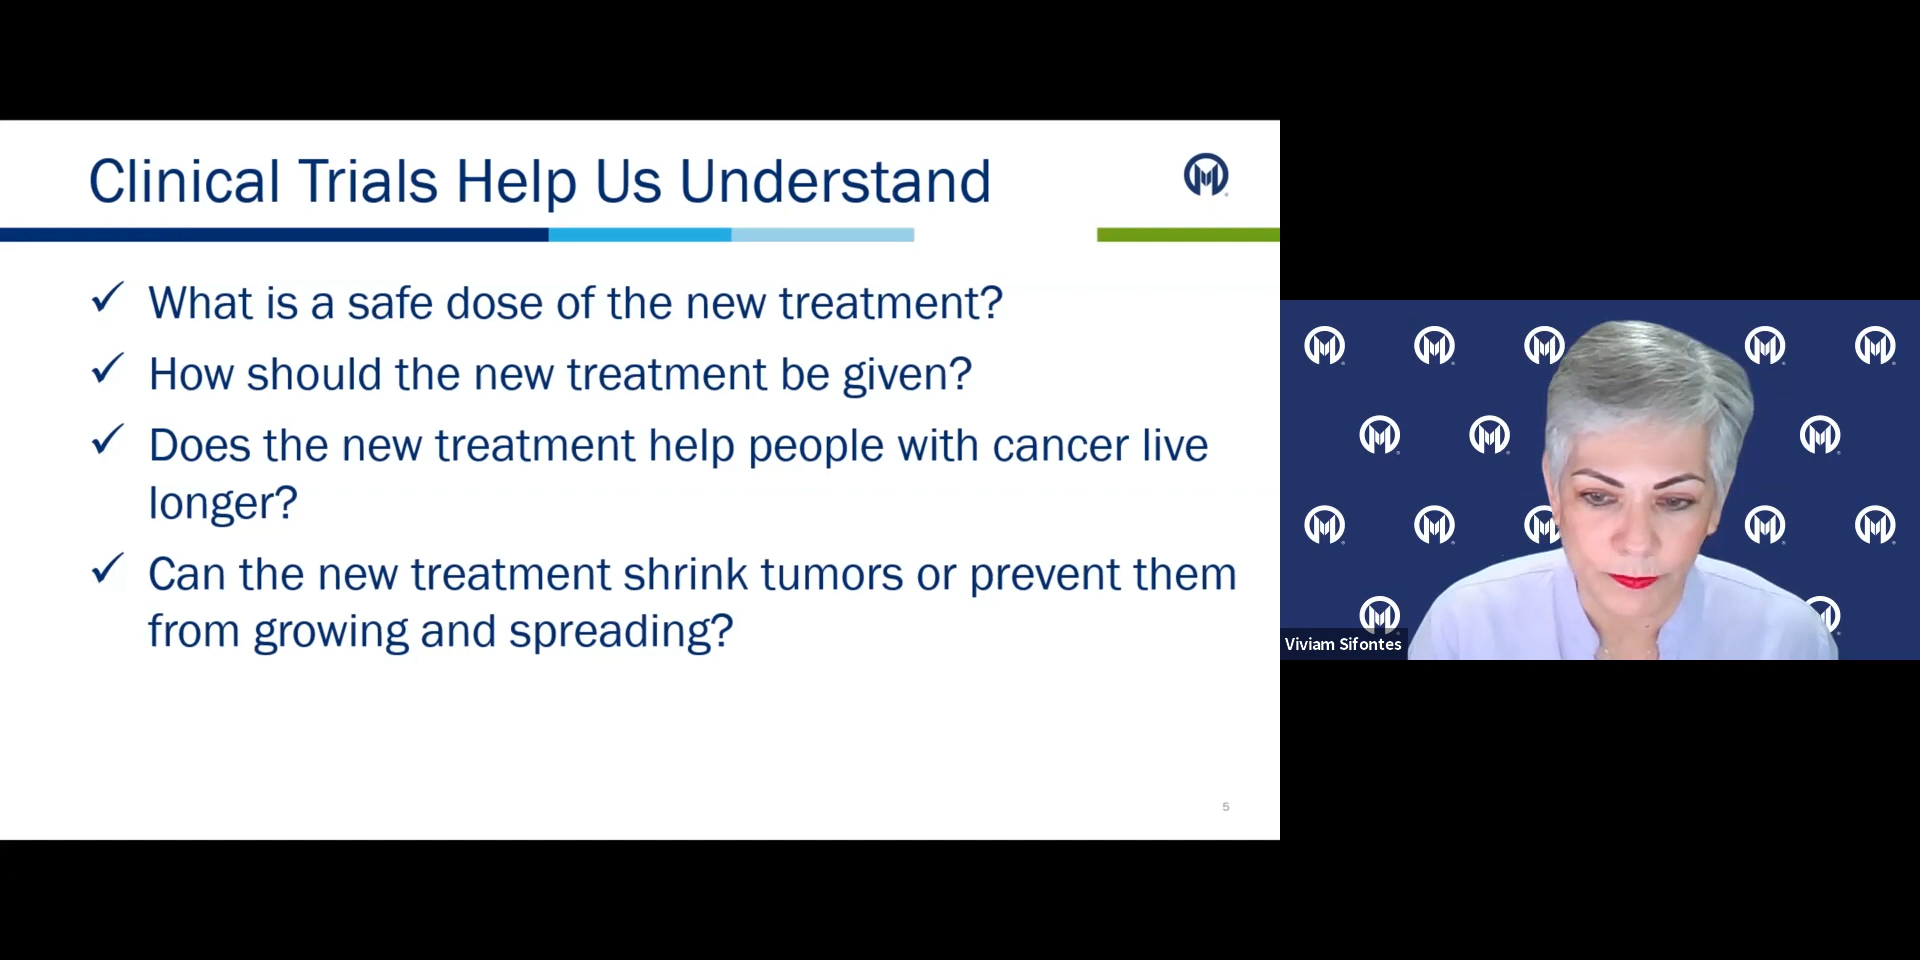 Clinical Trials Help Us Understand
✓ What is a safe dose of the new treatment?
✓ How should the new treatment be given?
✓ Does the new treatment help people with cancer live
longer?
✓ Can the new treatment shrink tumors or prevent them
from growing and spreading?
5
Viviam Sifontes